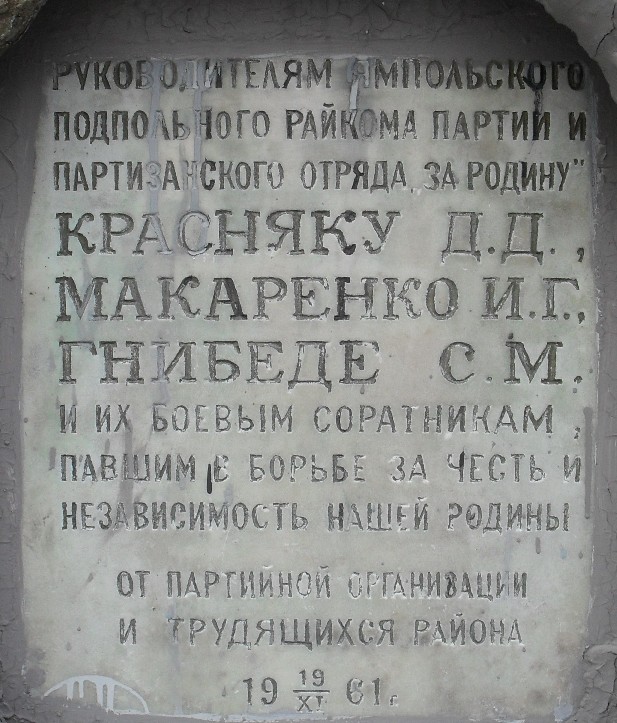 РУКОВОДИТЕЛЯМ ЯМПОЛЬСКОГО
ПОДПОЛЬНОГО РАЙКОМА ПАРТИИ И
ПАРТИЗАНСКОГО ОТРЯДА „ЗА РОДИНУ"
КРАСНЯКУ Д.Д.,
МАКАРЕНКО И.Г.,
ГНИБЕДЕ С.М.
И ИХ БОЕВЫМ СОРАТНИКАМ,
ПАВШИМ В БОРЬБЕ ЗА ЧЕСТЬ И
НЕЗАВИСИМОСТЬ НАШЕЙ РОДИНЫ
ОТ ПАРТИЙНОЙ ОРГАНИЗАЦИИ
И ТРУДЯЩИХСЯ РАЙОНА
19 19/XI 61г.